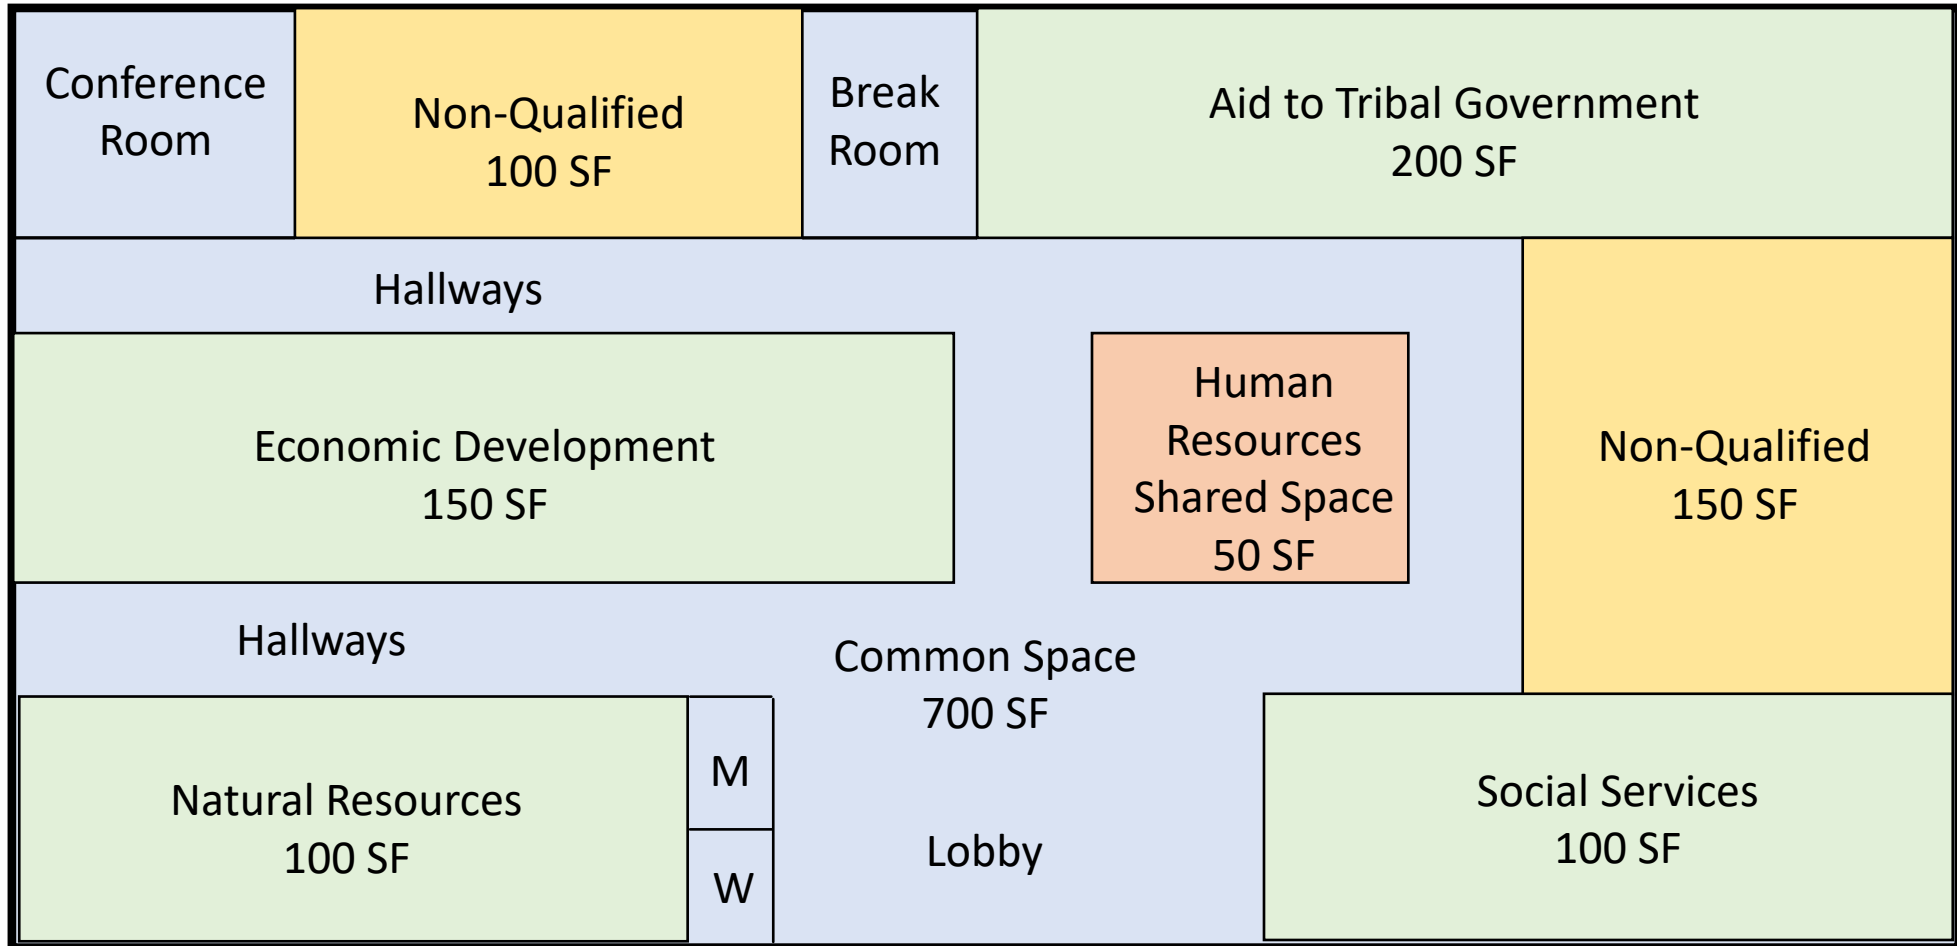 Conference
Room
Non-Qualified
100 SF
Break
Room
Aid to Tribal Government
200 SF
Hallways
Economic Development
150 SF
Human
Resources
Shared Space
50 SF
Non-Qualified
150 SF
Hallways
Common Space
700 SF
Natural Resources
100 SF
M
W
Lobby
Social Services
100 SF